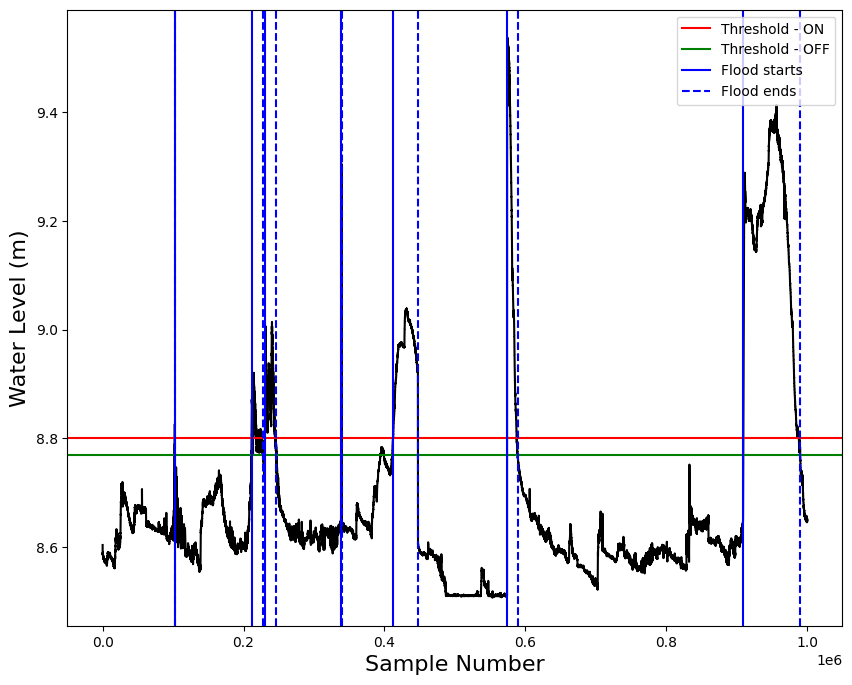 Threshold - ON
Threshold - OFF
Flood starts
Flood ends
9.4
9.2
9.0
8.8
8.6
Water Level (m)
0.0 0.2 0.4 0.6 0.8 1.0
1e6
Sample Number